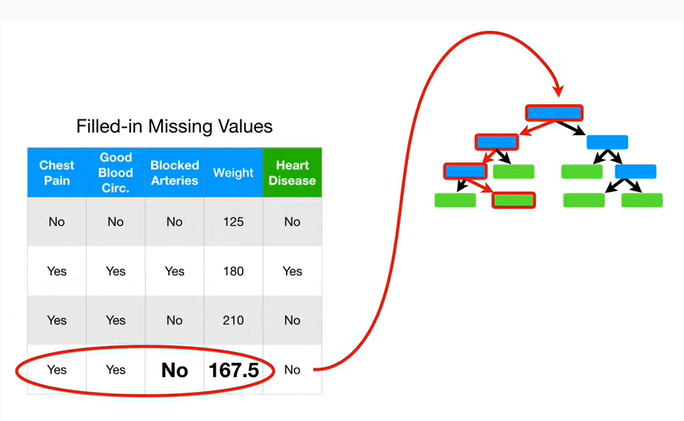 Filled-in Missing Values
Chest Pain Good Blood Circ. Blocked Arteries Weight Heart Disease
No No No 125 No
Yes Yes Yes 180 Yes
Yes Yes No 210 No
Yes Yes No 167.5 No